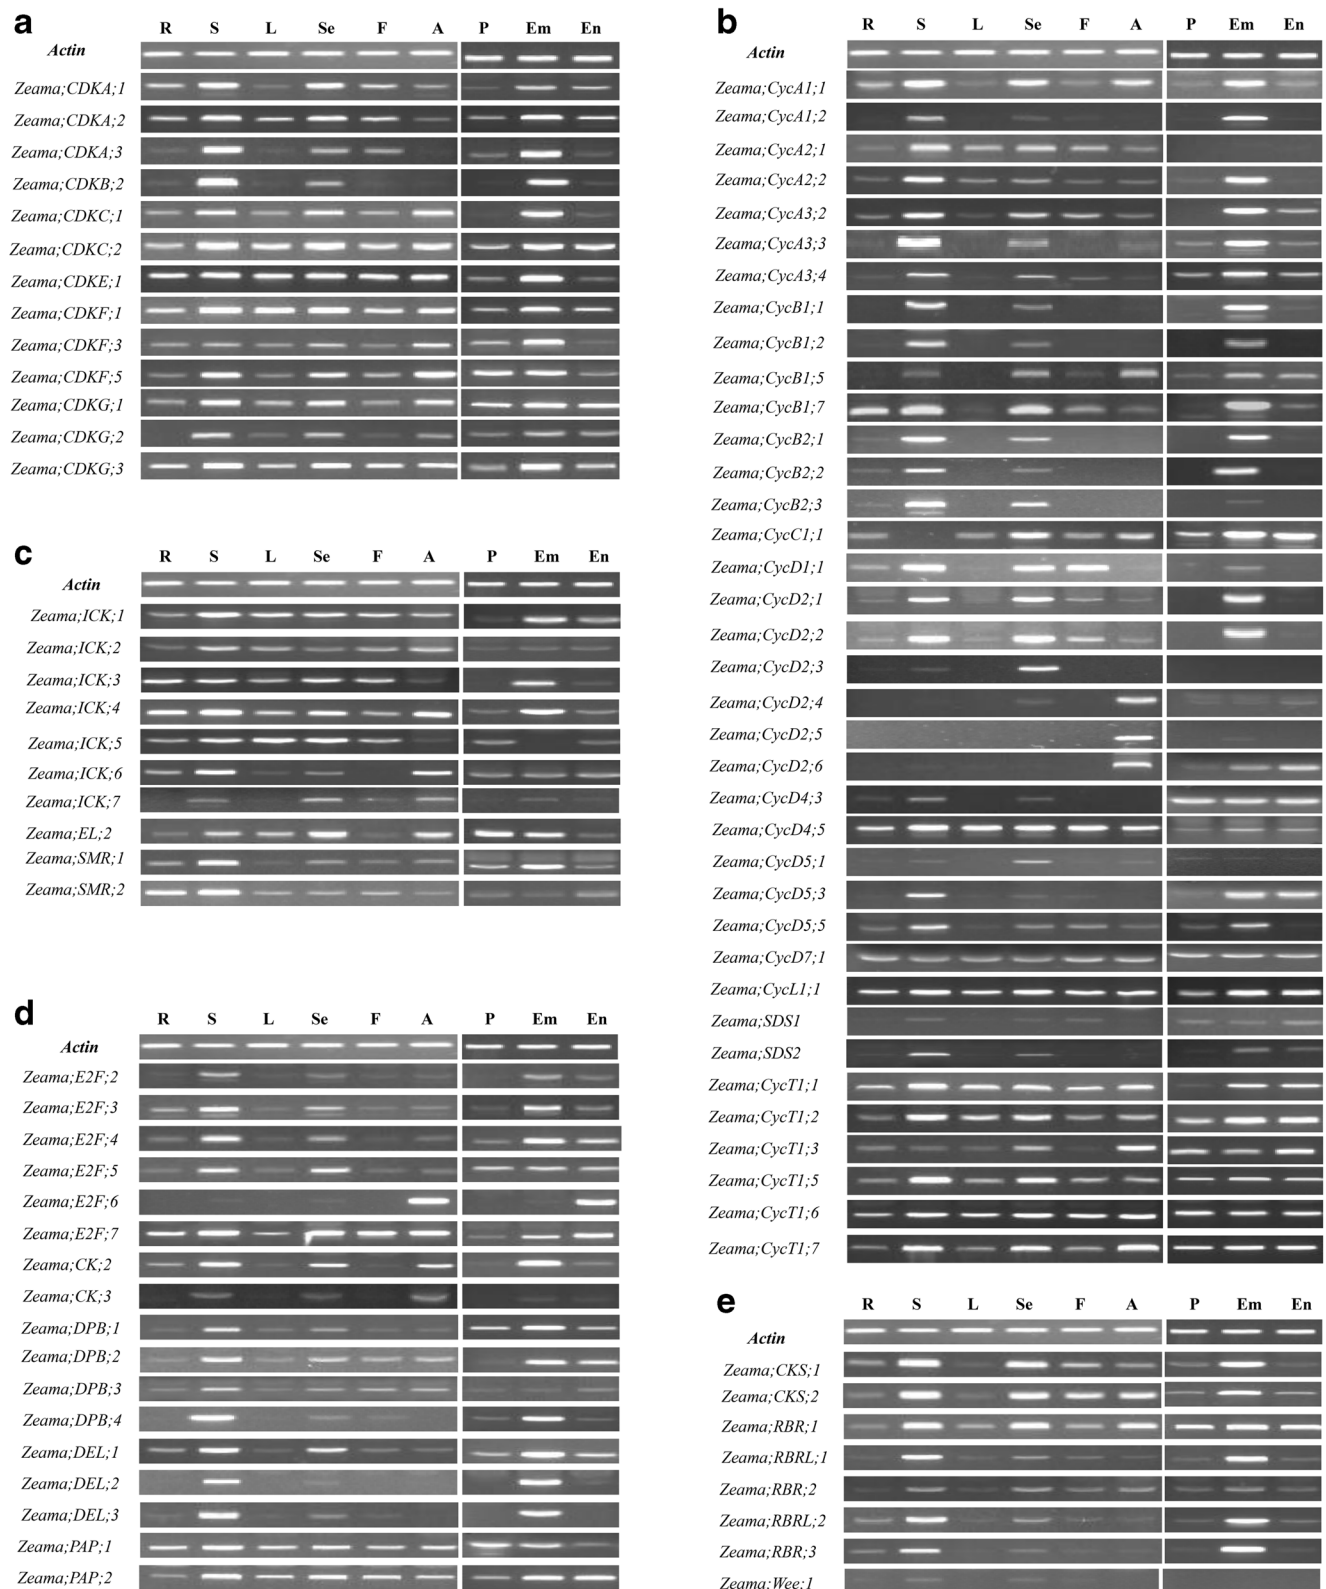 a
R S L Se F A P Em En
Actin
Zeama;CDKA;1
Zeama;CDKA;2
Zeama;CDKA;3
Zeama;CDKB;2
Zeama;CDKC;1
Zeama;CDKC;2
Zeama;CDKE;1
Zeama;CDKF;1
Zeama;CDKF;3
Zeama;CDKF;5
Zeama;CDKG;1
Zeama;CDKG;2
Zeama;CDKG;3
b
R S L Se F A P Em En
Actin
Zeama;CycA1;1
Zeama;CycA1;2
Zeama;CycA2;1
Zeama;CycA2;2
Zeama;CycA3;2
Zeama;CycA3;3
Zeama;CycA3;4
Zeama;CycB1;1
Zeama;CycB1;2
Zeama;CycB1;5
Zeama;CycB1;7
Zeama;CycB2;1
Zeama;CycB2;2
Zeama;CycB2;3
Zeama;CycC1;1
Zeama;CycD1;1
Zeama;CycD2;1
Zeama;CycD2;2
Zeama;CycD2;3
Zeama;CycD2;4
Zeama;CycD2;5
Zeama;CycD2;6
Zeama;CycD4;3
Zeama;CycD4;5
Zeama;CycD5;1
Zeama;CycD5;3
Zeama;CycD5;5
Zeama;CycD7;1
Zeama;CycL1;1
Zeama;SDS1
Zeama;SDS2
Zeama;CycT1;1
Zeama;CycT1;2
Zeama;CycT1;3
Zeama;CycT1;5
Zeama;CycT1;6
Zeama;CycT1;7
c
R S L Se F A P Em En
Actin
Zeama;ICK;1
Zeama;ICK;2
Zeama;ICK;3
Zeama;ICK;4
Zeama;ICK;5
Zeama;ICK;6
Zeama;ICK;7
Zeama;EL;2
Zeama;SMR;1
Zeama;SMR;2
d
R S L Se F A P Em En
Actin
Zeama;E2F;2
Zeama;E2F;3
Zeama;E2F;4
Zeama;E2F;5
Zeama;E2F;6
Zeama;E2F;7
Zeama;CK;2
Zeama;CK;3
Zeama;DPB;1
Zeama;DPB;2
Zeama;DPB;3
Zeama;DPB;4
Zeama;DEL;1
Zeama;DEL;2
Zeama;DEL;3
Zeama;PAP;1
Zeama;PAP;2
e
R S L Se F A P Em En
Actin
Zeama;CKS;1
Zeama;CKS;2
Zeama;RBR;1
Zeama;RBRL;1
Zeama;RBR;2
Zeama;RBRL;2
Zeama;RBR;3
Zeama;Wee;1